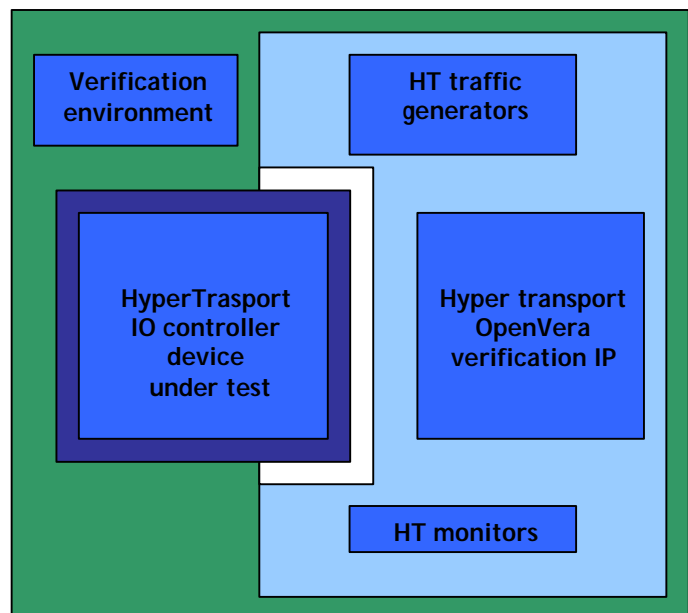 Verification
environment
HT traffic
generators
HyperTrasport
IO controller
device
under test
Hyper transport
OpenVera
verification IP
HT monitors